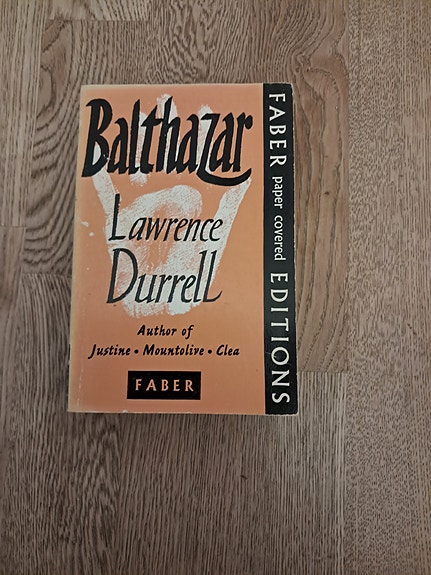 Balthazar
Lawrence
Durrell
Author of
Justine • Mountolive • Clea
FABER
FABER paper covered EDITIONS